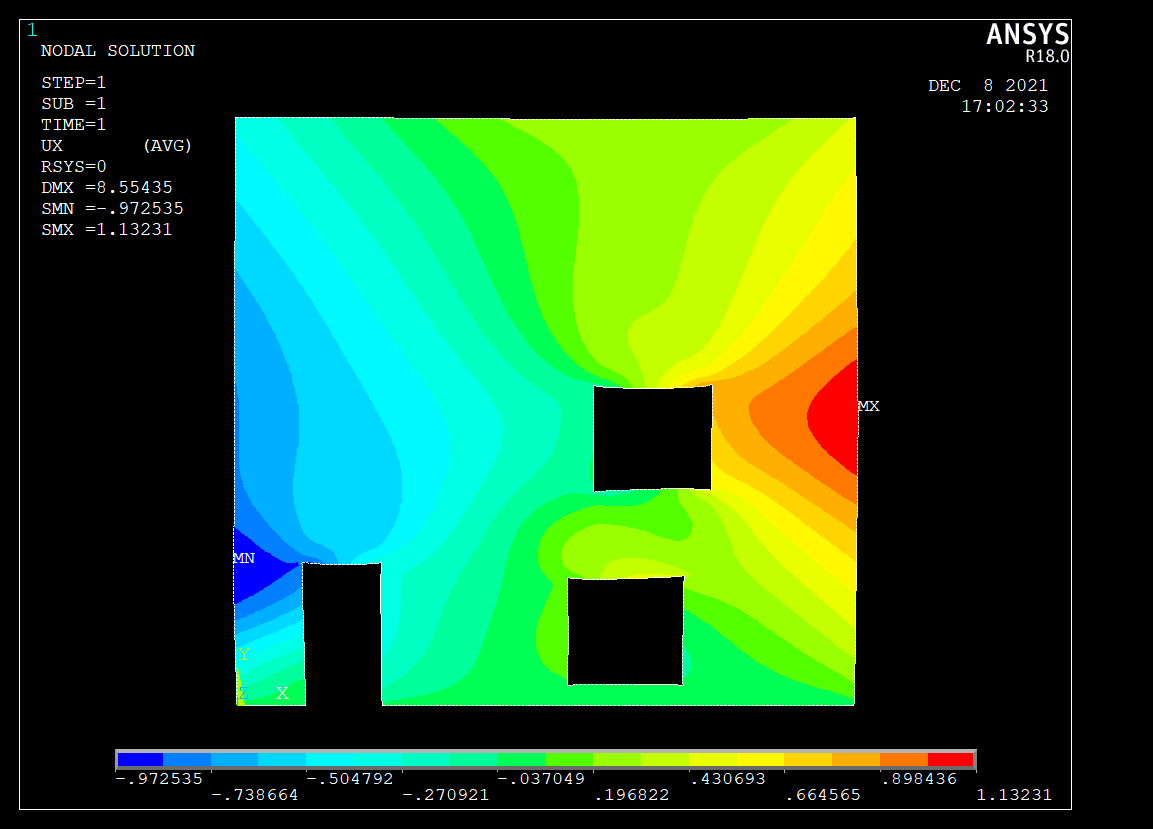 1
ANSYS
R18.0
NODAL SOLUTION
STEP=1
SUB =1
TIME=1
UX (AVG)
RSYS=0
DMX =8.55435
SMN =-.972535
SMX =1.13231
DEC 8 2021
17:02:33
MX
MN
Y
Z X
-.972535 -.504792 -.037049 .430693 .898436
-.738664 -.270921 .196822 .664565 1.13231